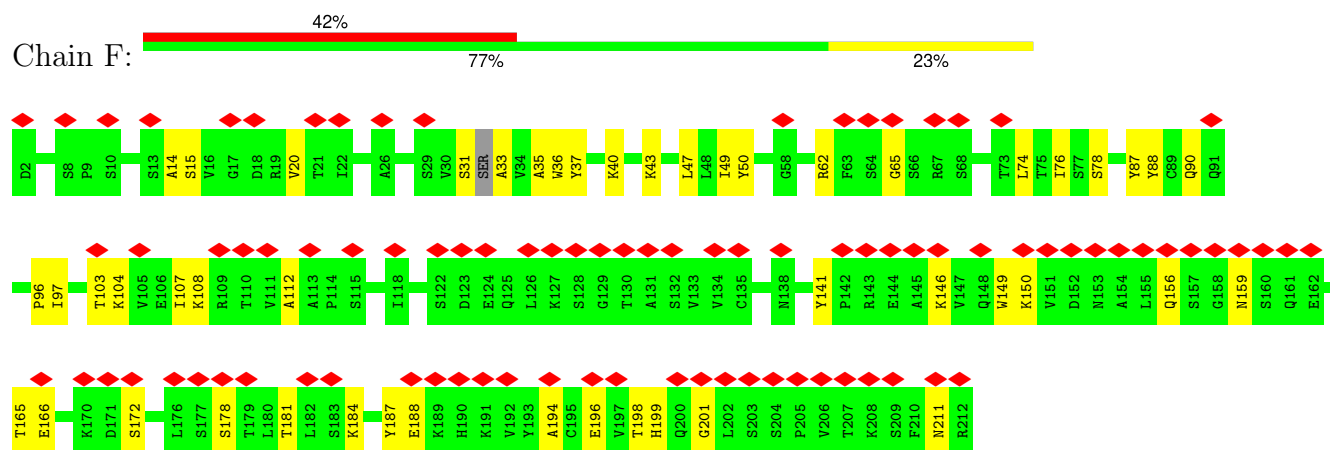 42%
Chain F:
77% 23%
D2 S8 P9 S10 S13 A14 S15 V16 G17 D18 R19 V20 T21 I22 A26 S29 V30 S31 SER A33 V34 A35 W36 Y37 K40 K43 L47 L48 I49 Y50 G58 R62 F63 S64 G65 S66 R67 S68 T73 L74 T75 I76 S77 S78 Y87 Y88 C89 Q90 Q91
P96 I97 T103 K104 V105 E106 I107 K108 R109 T110 V111 A112 A113 P114 S115 I118 S122 D123 E124 Q125 L126 K127 S128 G129 T130 A131 S132 V133 V134 C135 N138 Y141 P142 R143 E144 A145 K146 V147 Q148 W149 K150 V151 D152 N153 A154 L155 Q156 S157 G158 N159 S160 Q161 E162
T165 E166 K170 D171 S172 L176 S177 S178 T179 L180 T181 L182 S183 K184 Y187 E188 K189 H190 K191 V192 Y193 A194 C195 E196 V197 T198 H199 Q200 G201 L202 S203 S204 P205 V206 T207 K208 S209 F210 N211 R212